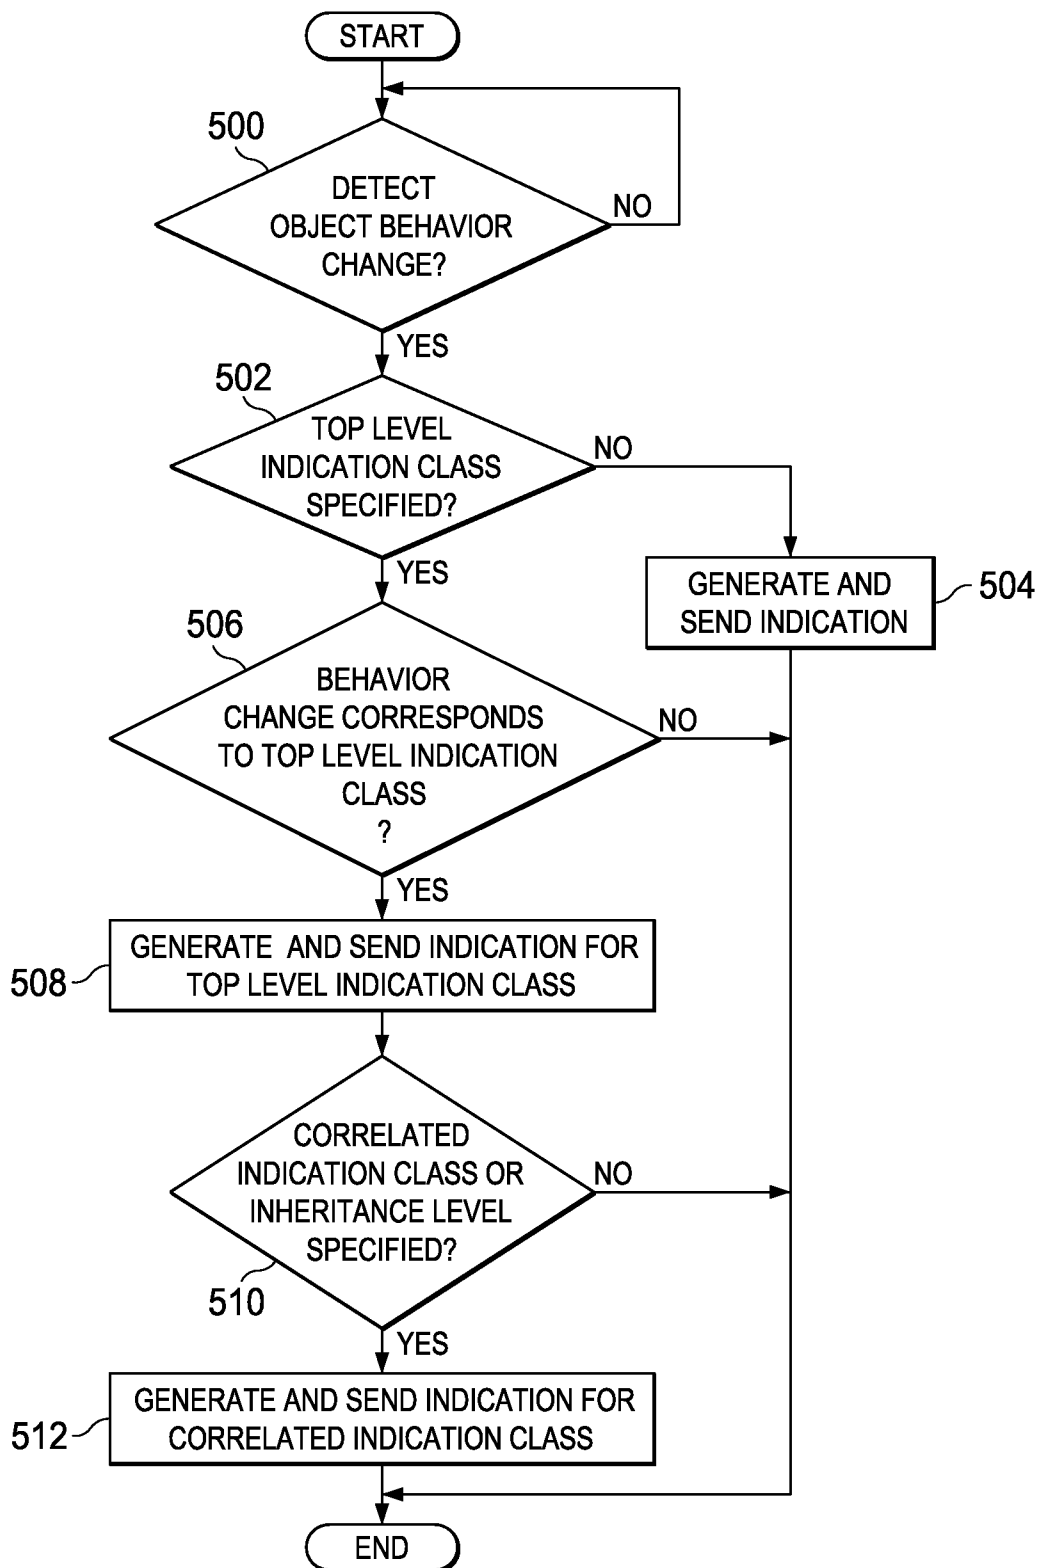 START
500
DETECT
OBJECT BEHAVIOR
CHANGE?
NO
YES
502
TOP LEVEL
INDICATION CLASS
SPECIFIED?
NO
YES
GENERATE AND
SEND INDICATION
504
506
BEHAVIOR
CHANGE CORRESPONDS
TO TOP LEVEL INDICATION
CLASS
?
NO
YES
GENERATE AND SEND INDICATION FOR
TOP LEVEL INDICATION CLASS
508
CORRELATED
INDICATION CLASS OR
INHERITANCE LEVEL
SPECIFIED?
NO
510
YES
GENERATE AND SEND INDICATION FOR
CORRELATED INDICATION CLASS
512
END